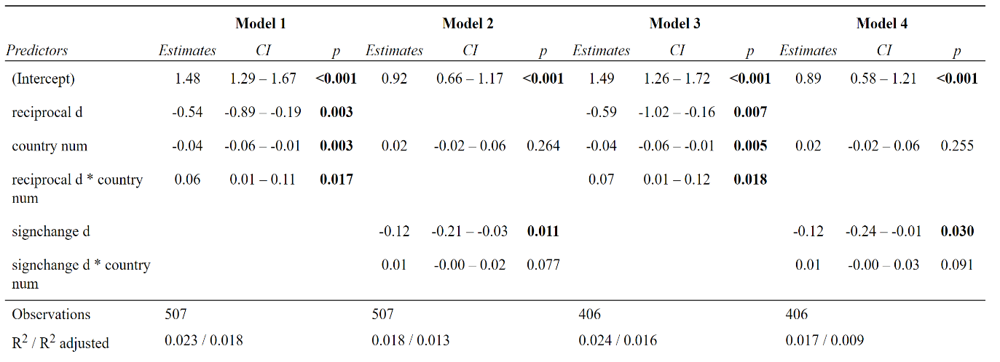 Model 1 Model 2 Model 3 Model 4
Predictors Estimates CI p Estimates CI p Estimates CI p Estimates CI p
(Intercept) 1.48 1.29 – 1.67 <0.001 0.92 0.66 – 1.17 <0.001 1.49 1.26 – 1.72 <0.001 0.89 0.58 – 1.21 <0.001
reciprocal d -0.54 -0.89 – -0.19 0.003 -0.59 -1.02 – -0.16 0.007
country num -0.04 -0.06 – -0.01 0.003 0.02 -0.02 – 0.06 0.264 -0.04 -0.06 – -0.01 0.005 0.02 -0.02 – 0.06 0.255
reciprocal d * country 0.06 0.01 – 0.11 0.017 0.07 0.01 – 0.12 0.018
num
signchange d -0.12 -0.21 – -0.03 0.011 -0.12 -0.24 – -0.01 0.030
signchange d * country 0.01 -0.00 – 0.02 0.077 0.01 -0.00 – 0.03 0.091
num
Observations 507 507 406 406
R2 / R2 adjusted 0.023 / 0.018 0.018 / 0.013 0.024 / 0.016 0.017 / 0.009